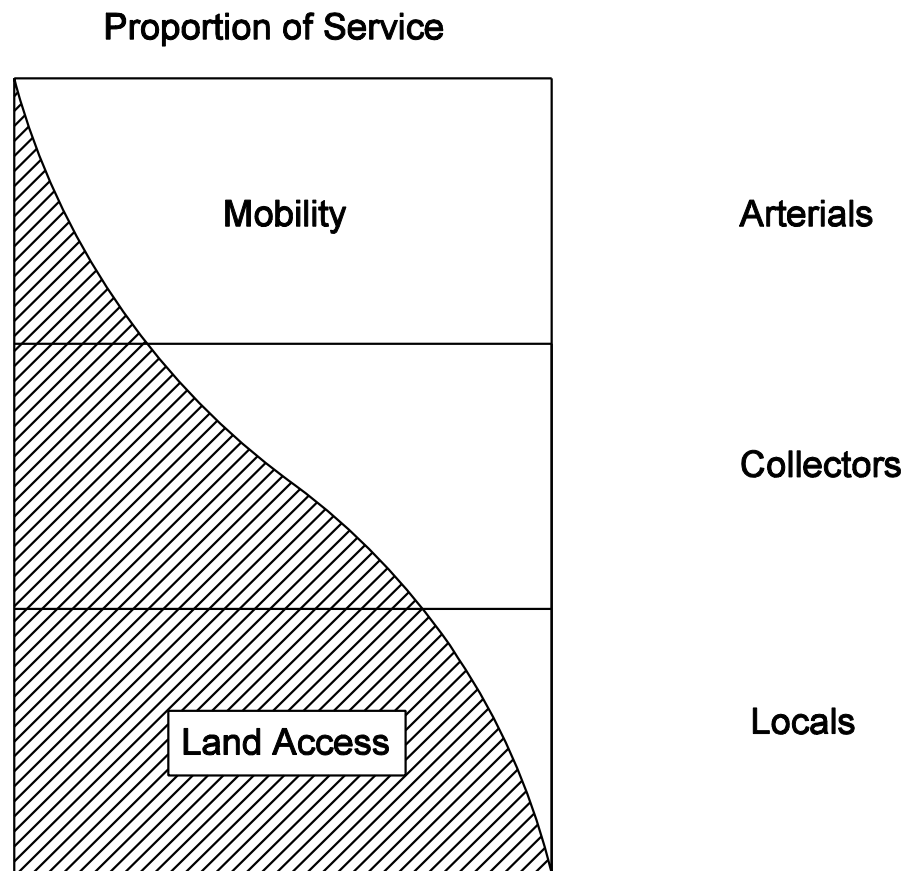 Proportion of Service
Mobility
Arterials
Collectors
Locals
Land Access